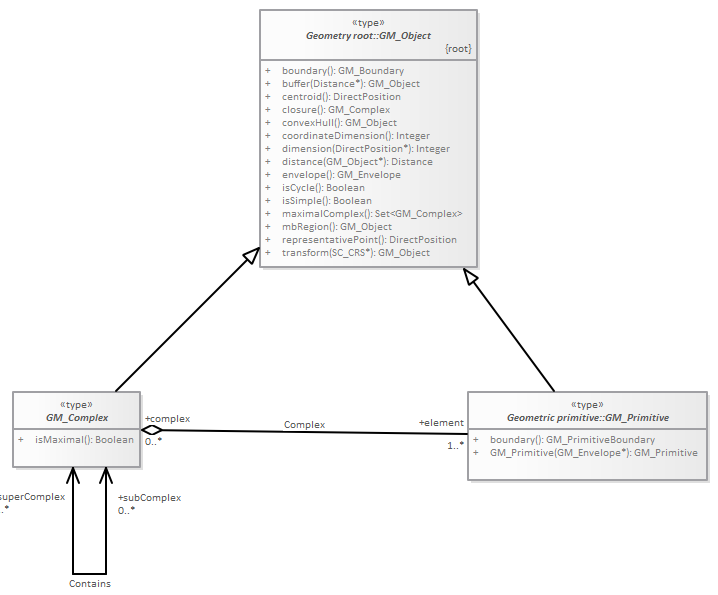 «type»
Geometry root::GM_Object
{root}
+ boundary(): GM_Boundary
+ buffer(Distance*): GM_Object
+ centroid(): DirectPosition
+ closure(): GM_Complex
+ convexHull(): GM_Object
+ coordinateDimension(): Integer
+ dimension(DirectPosition*): Integer
+ distance(GM_Object*): Distance
+ envelope(): GM_Envelope
+ isCycle(): Boolean
+ isSimple(): Boolean
+ maximalComplex(): Set<GM_Complex>
+ mbRegion(): GM_Object
+ representativePoint(): DirectPosition
+ transform(SC_CRS*): GM_Object
«type»
GM_Complex
+ isMaximal(): Boolean
+complex
0..*
Complex
+element
1..*
«type»
Geometric primitive::GM_Primitive
+ boundary(): GM_PrimitiveBoundary
+ GM_Primitive(GM_Envelope*): GM_Primitive
superComplex
..*
+subComplex
0..*
Contains